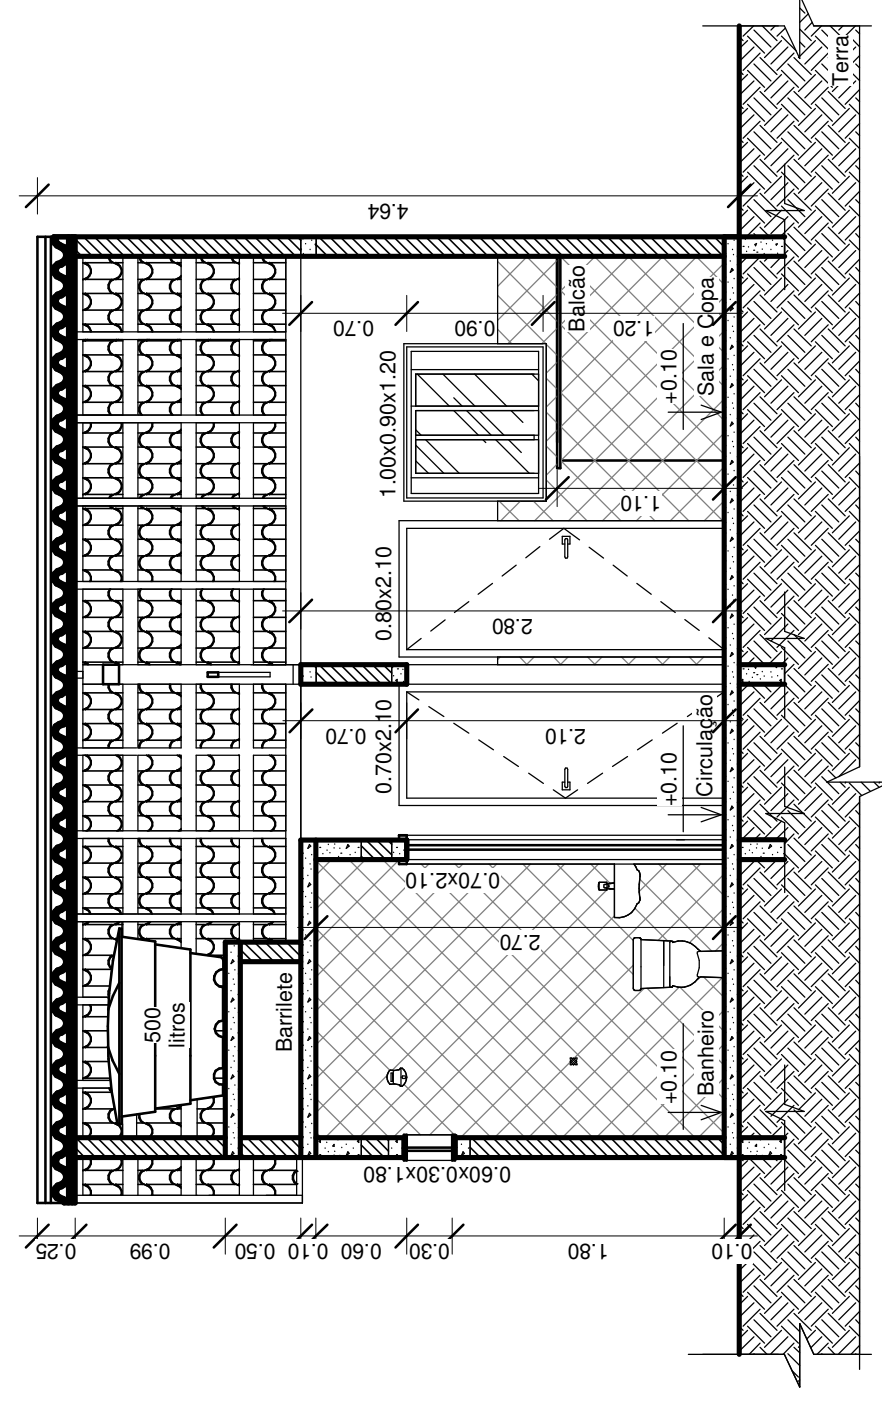 4.64
0.70
0.90
1.20
Balcão
1.00x0.90x1.20
+0.10
Sala e Copa
1.10
0.80x2.10
2.80
0.70
0.70x2.10
2.10
+0.10
Circulação
0.70x2.10
2.70
500
litros
Barrilete
+0.10
Banheiro
0.60x0.30x1.80
0.25
0.99
0.50
0.10
0.60
0.30
1.80
0.10
Terra